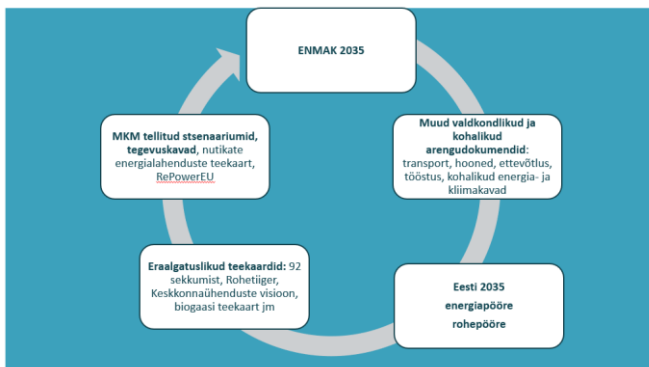 ENMAK 2035
MKM tellitud stsenaariumid,
tegevuskavad, nutikate
energialahenduste teekaart,
RePowerEU
Muud valdkondlikud ja
kohalikud
arengudokumendid:
transport, hooned, ettevõtlus,
tööstus, kohalikud energia- ja
kliimakavad
Eraalgatuslikud teekaardid: 92
sekkumist, Rohetiiger,
Keskkonnaühenduste visioon,
biogaasi teekaart jm
Eesti 2035
energiapööre
rohepööre